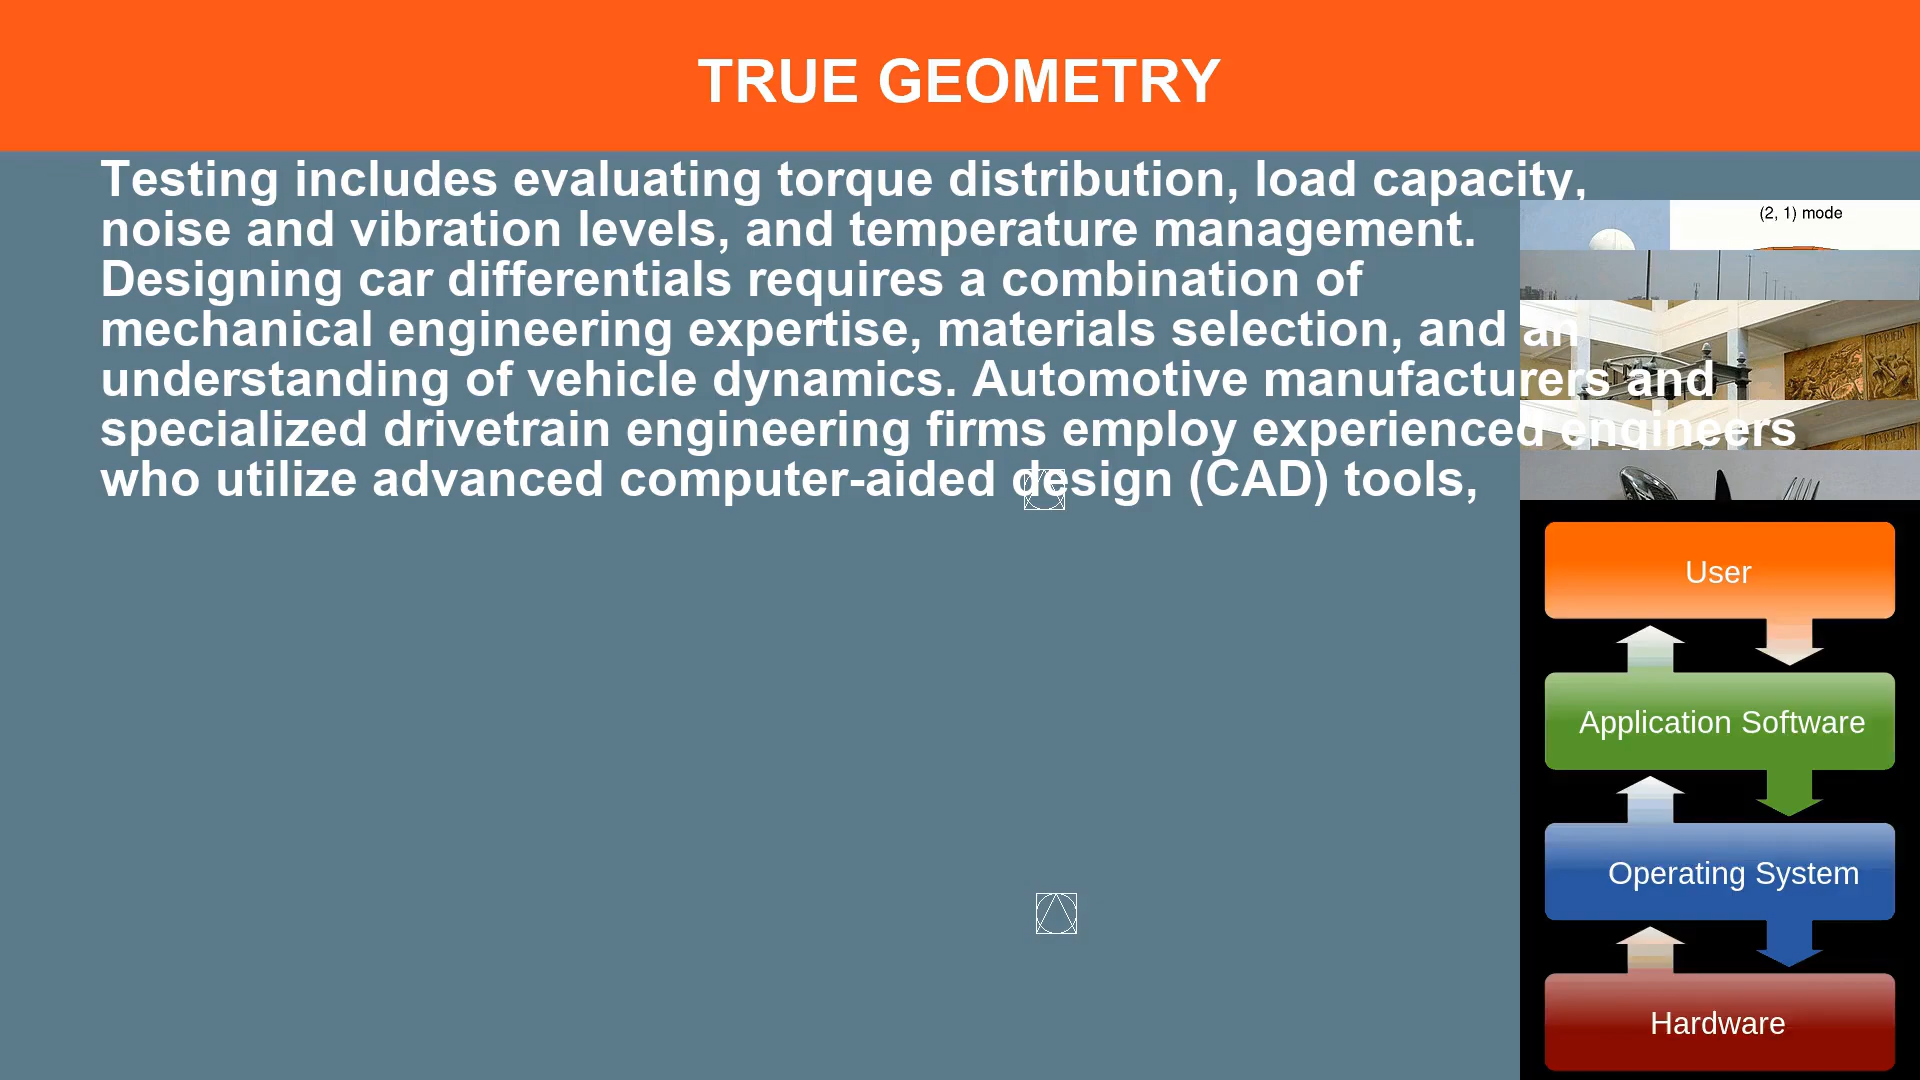 TRUE GEOMETRY
Testing includes evaluating torque distribution, load capacity,
noise and vibration levels, and temperature management.
Designing car differentials requires a combination of
mechanical engineering expertise, materials selection, and an
understanding of vehicle dynamics. Automotive manufacturers and
specialized drivetrain engineering firms employ experienced engineers
who utilize advanced computer-aided design (CAD) tools,
(2, 1) mode
User
Application Software
Operating System
Hardware